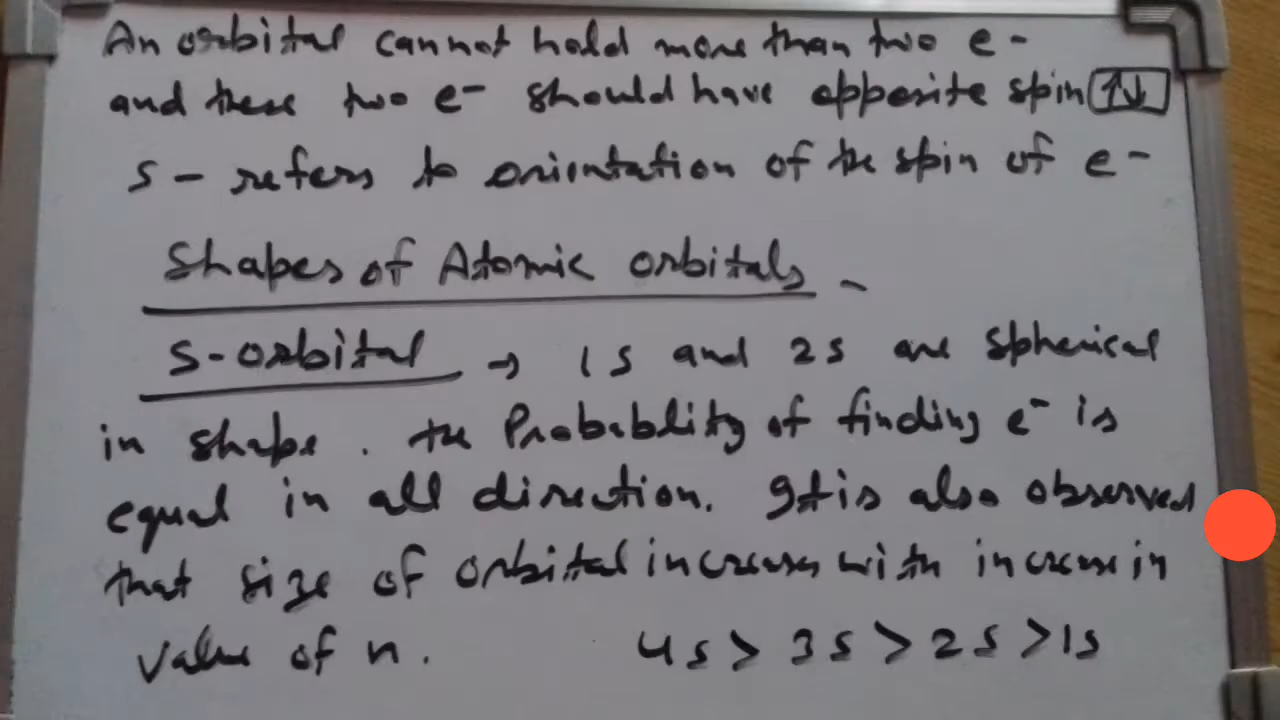 An orbital cannot hold more than two e-
and these two e- should have opposite spin ↑↓
s - refers to orientation of the spin of e-
Shapes of Atomic orbitals -
S-orbital → 1s and 2s are spherical
in shape. the Probability of finding e- is
equal in all direction. It is also observed
that size of orbital increases with increase in
value of n. 4s > 3s > 2s > 1s